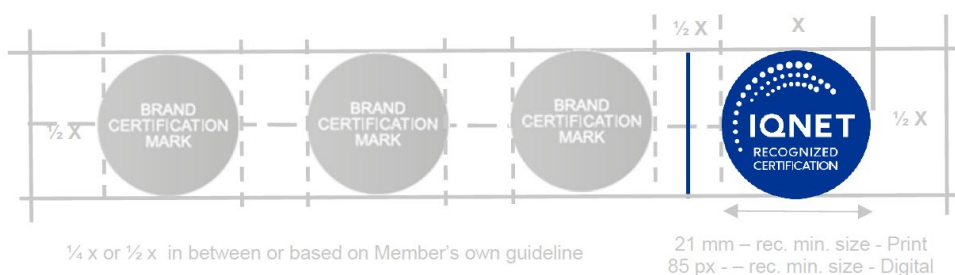 ½ X
X
½ X
BRAND
CERTIFICATION
MARK
BRAND
CERTIFICATION
MARK
BRAND
CERTIFICATION
MARK
IQNET
RECOGNIZED
CERTIFICATION
½ X
¼ x or ½ x in between or based on Member's own guideline
21 mm – rec. min. size - Print
85 px - – rec. min. size - Digital